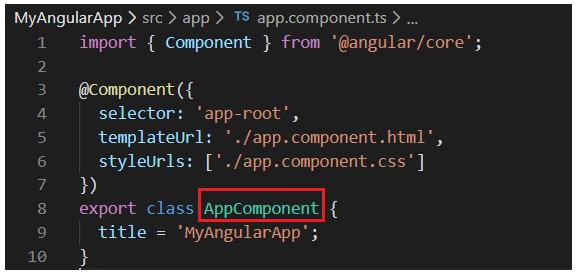 MyAngularApp > src > app > TS app.component.ts > ...
1 import { Component } from '@angular/core';
2
3 @Component({
4   selector: 'app-root',
5   templateUrl: './app.component.html',
6   styleUrls: ['./app.component.css']
7 })
8 export class AppComponent {
9   title = 'MyAngularApp';
10 }